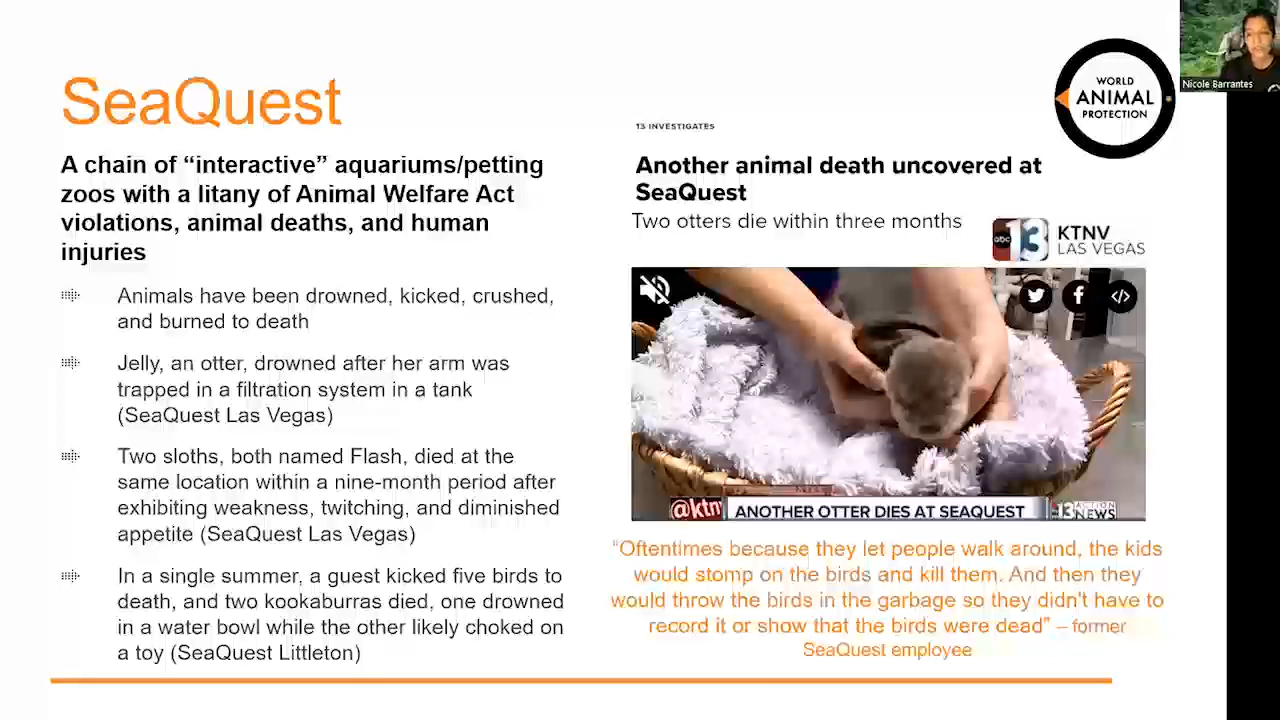 SeaQuest
A chain of “interactive” aquariums/petting
zoos with a litany of Animal Welfare Act
violations, animal deaths, and human
injuries
Animals have been drowned, kicked, crushed,
and burned to death
Jelly, an otter, drowned after her arm was
trapped in a filtration system in a tank
(SeaQuest Las Vegas)
Two sloths, both named Flash, died at the
same location within a nine-month period after
exhibiting weakness, twitching, and diminished
appetite (SeaQuest Las Vegas)
In a single summer, a guest kicked five birds to
death, and two kookaburras died, one drowned
in a water bowl while the other likely choked on
a toy (SeaQuest Littleton)
13 INVESTIGATES
Another animal death uncovered at
SeaQuest
Two otters die within three months
abc 13
KTNV
LAS VEGAS
@ktn
ANOTHER OTTER DIES AT SEAQUEST
13 ACTION
NEWS
“Oftentimes because they let people walk around, the kids
would stomp on the birds and kill them. And then they
would throw the birds in the garbage so they didn't have to
record it or show that the birds were dead” – former
SeaQuest employee
WORLD
ANIMAL
PROTECTION
Nicole Barrantes